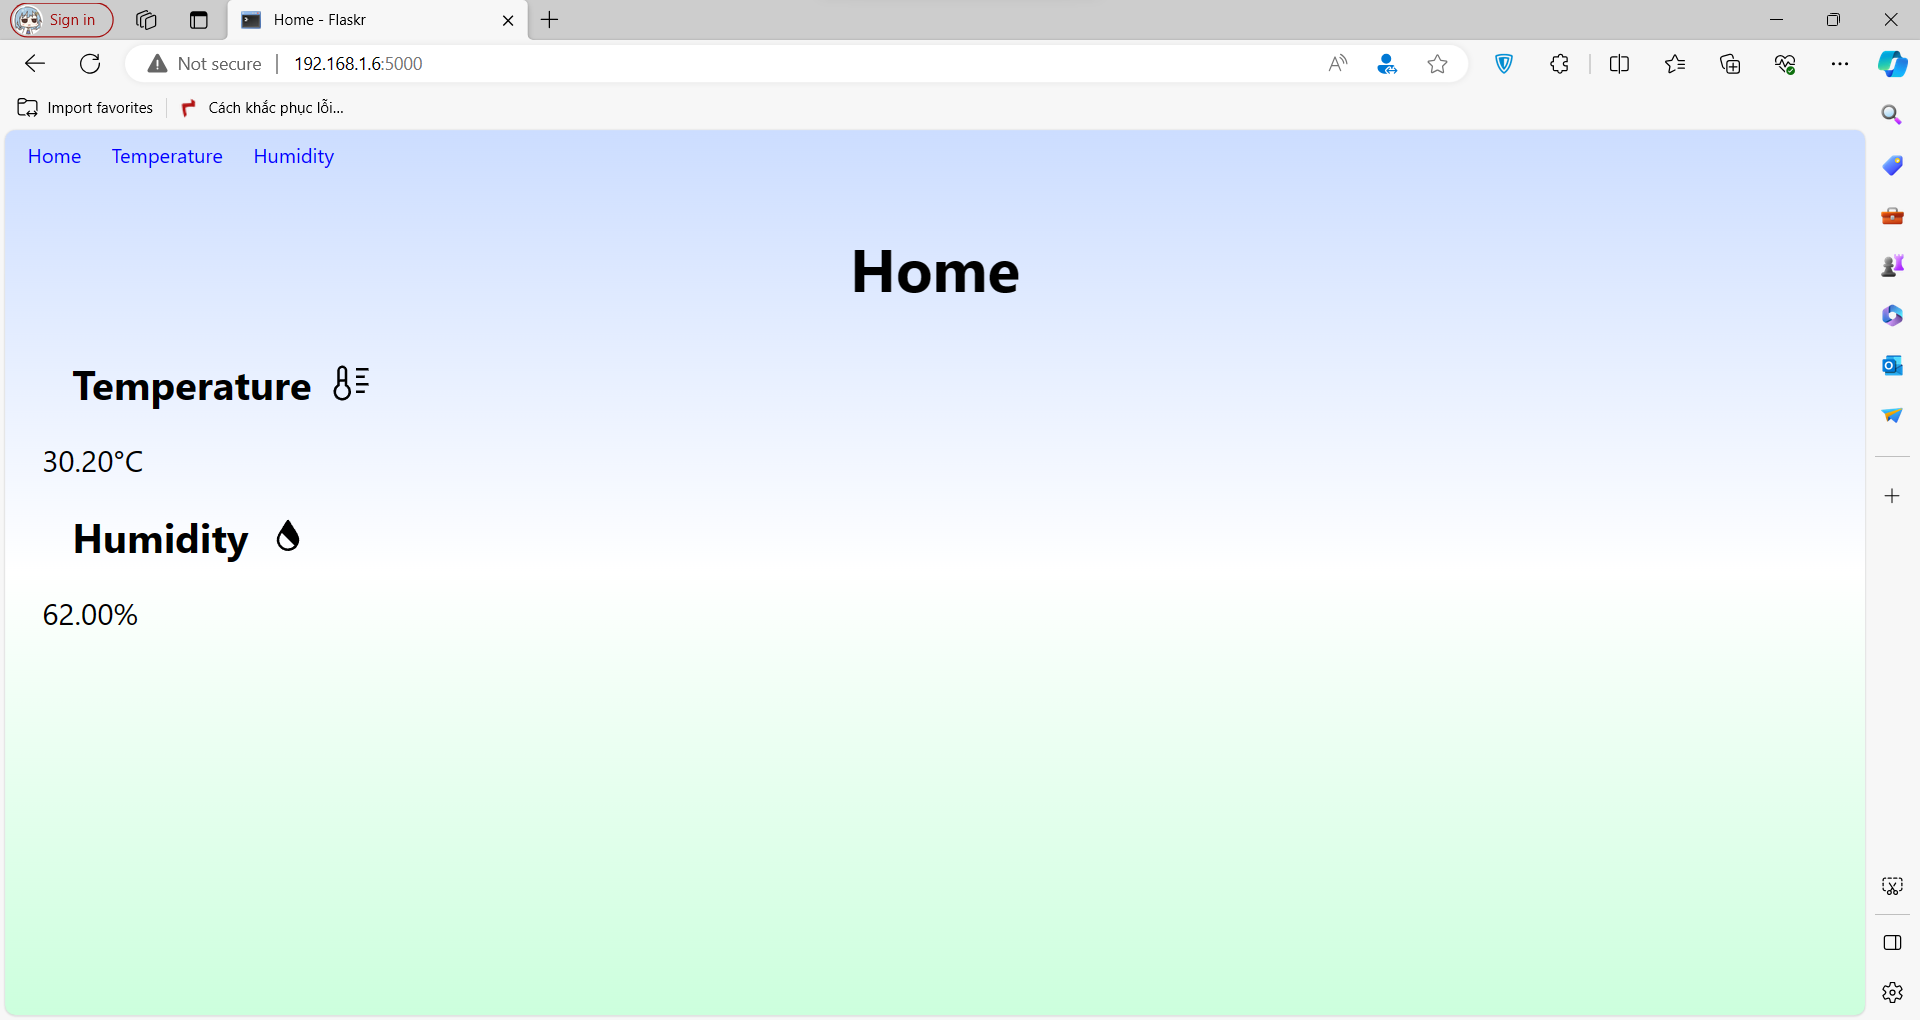 Sign in
Home - Flaskr
Not secure
192.168.1.6:5000
Import favorites
Cách khắc phục lỗi...
Home Temperature Humidity
Home
Temperature
30.20°C
Humidity
62.00%